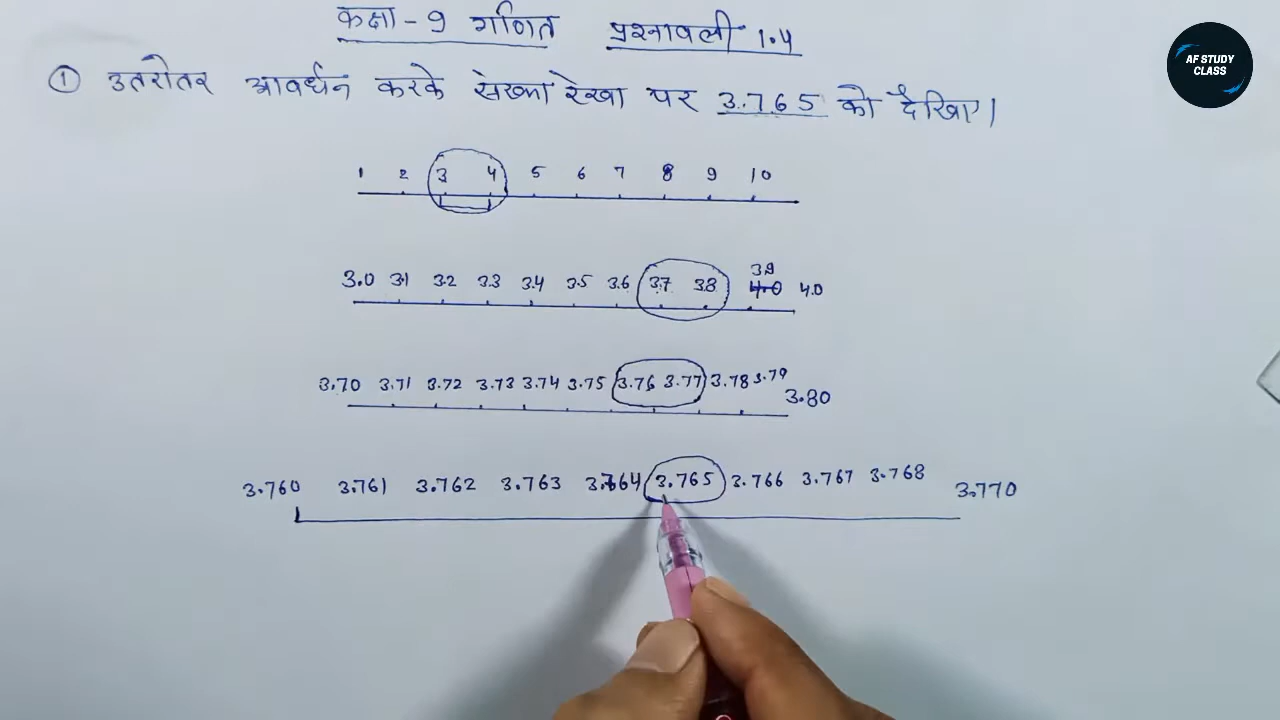 कक्षा - 9 गणित प्रश्नावली 1.4
AF STUDY CLASS
① उतरोतर आवर्धन करके संख्या रेखा पर 3.765 को देखिए।
1 2 3 4 5 6 7 8 9 10
3.0 3.1 3.2 3.3 3.4 3.5 3.6 3.7 3.8 3.9 4.0 4.0
3.70 3.71 3.72 3.73 3.74 3.75 3.76 3.77 3.78 3.79 3.80
3.760 3.761 3.762 3.763 3.764 3.765 3.766 3.767 3.768 3.770